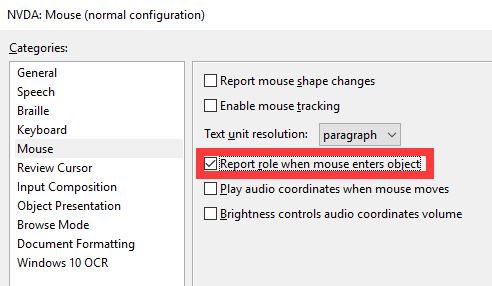 NVDA: Mouse (normal configuration)
Categories:
General
Speech
Braille
Keyboard
Mouse
Review Cursor
Input Composition
Object Presentation
Browse Mode
Document Formatting
Windows 10 OCR
Report mouse shape changes
Enable mouse tracking
Text unit resolution: paragraph
Report role when mouse enters object
Play audio coordinates when mouse moves
Brightness controls audio coordinates volume